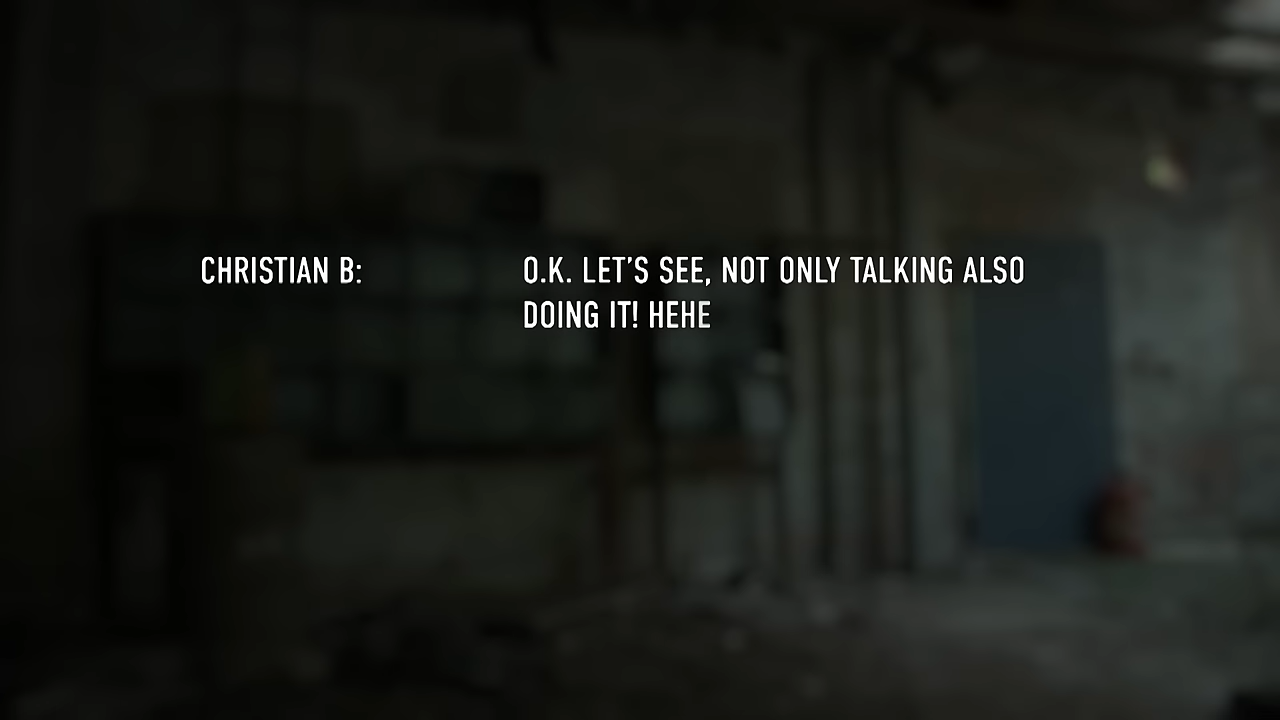 CHRISTIAN B: O.K. LET'S SEE, NOT ONLY TALKING ALSO
DOING IT! HEHE